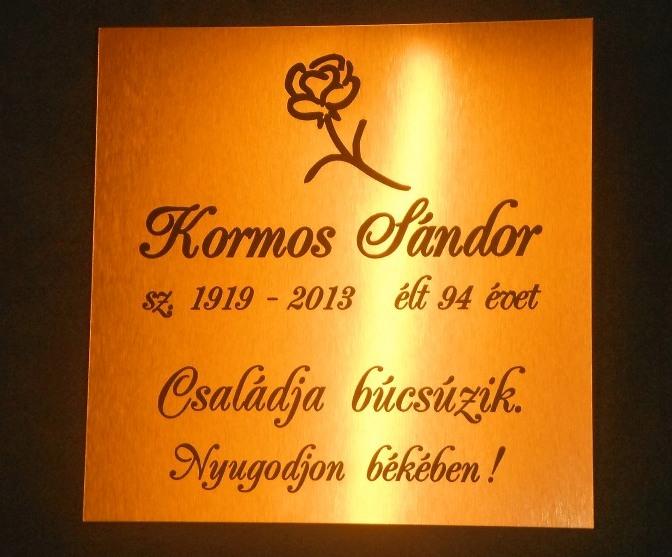 Kormos Sándor
sz. 1919 - 2013 élt 94 évet
Családja búcsúzik.
Nyugodjon békében!